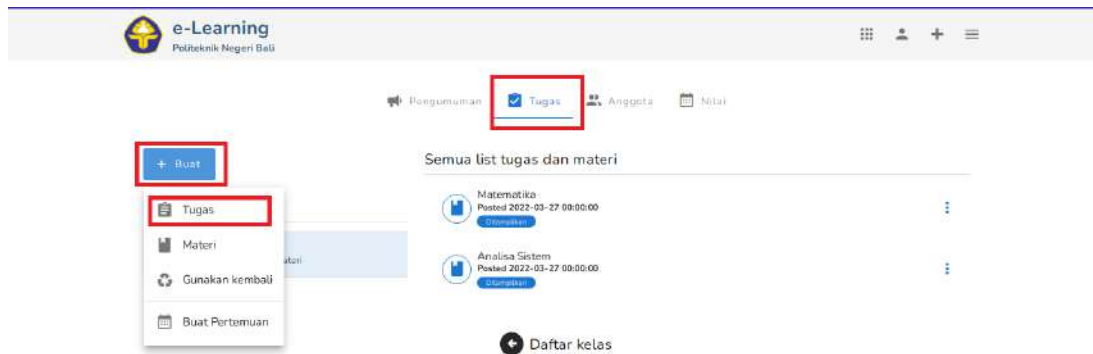 e-Learning
Politeknik Negeri Bali
Pengumuman
Tugas
Anggota
Nilai
+ Buat
Semua list tugas dan materi
Tugas
Materi
Gunakan kembali
Buat Pertemuan
Matematika
Posted 2022-03-27 00:00:00
Ditampilkan
Analisa Sistem
Posted 2022-03-27 00:00:00
Ditampilkan
Daftar kelas